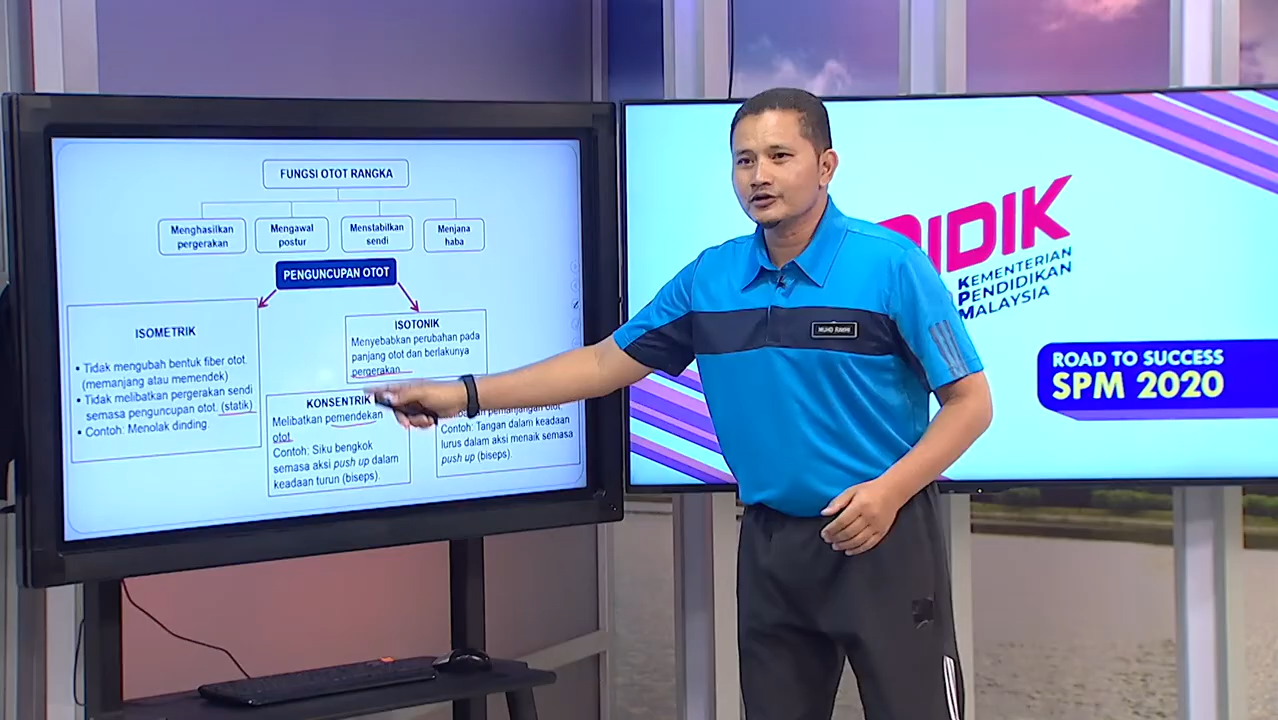 FUNGSI OTOT RANGKA
Menghasilkan
pergerakan
Mengawal
postur
Menstabilkan
sendi
Menjana
haba
PENGUNCUPAN OTOT
ISOMETRIK
• Tidak mengubah bentuk fiber otot.
(memanjang atau memendek)
• Tidak melibatkan pergerakan sendi
semasa penguncupan otot. (statik)
• Contoh: Menolak dinding.
ISOTONIK
Menyebabkan perubahan pada
panjang otot dan berlakunya
pergerakan
KONSENTRIK
Melibatkan pemendekan
otot
Contoh: Siku bengkok
semasa aksi push up dalam
keadaan turun (biseps).
pemanjangan otot.
Contoh: Tangan dalam keadaan
lurus dalam aksi menaik semasa
push up (biseps).
MUHD
IDIK
KEMENTERIAN
PENDIDIKAN
MALAYSIA
ROAD TO SUCCESS
SPM 2020